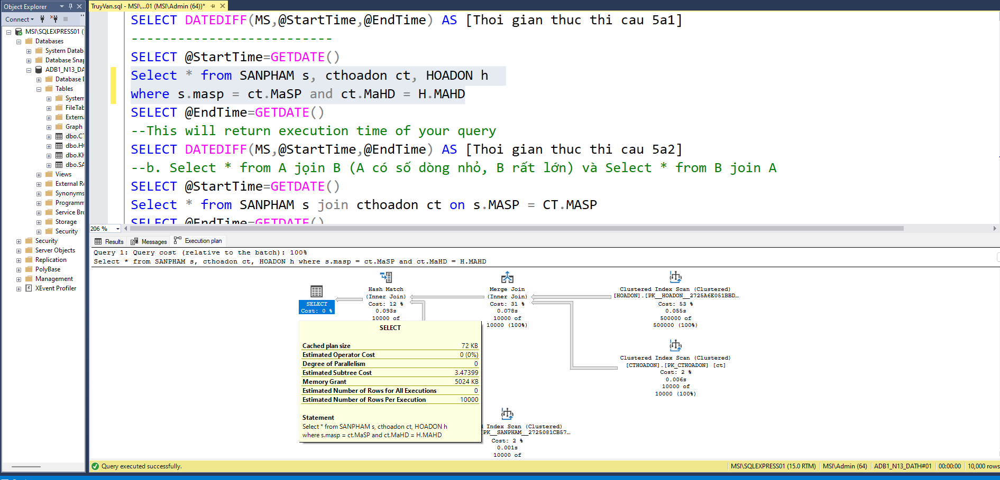 Object Explorer
Connect
MSI\SQLEXPRESS01 (
Databases
System Datab
Database Snap
ADB1_N13_DA
Database
Tables
System
FileTab
Externa
Graph
dbo.CT
dbo.H
dbo.KH
dbo.SA
Views
External Re
Synonyms
Programm
Service Bro
Storage
Security
Security
Server Objects
Replication
PolyBase
Management
XEvent Profiler
TruyVan.sql - MSI\...01 (MSI\Admin (64))*
SELECT DATEDIFF(MS,@StartTime,@EndTime) AS [Thoi gian thuc thi cau 5a1]
--------------------------
SELECT @StartTime=GETDATE()
Select * from SANPHAM s, cthoadon ct, HOADON h
where s.masp = ct.MaSP and ct.MaHD = H.MAHD
SELECT @EndTime=GETDATE()
--This will return execution time of your query
SELECT DATEDIFF(MS,@StartTime,@EndTime) AS [Thoi gian thuc thi cau 5a2]
--b. Select * from A jọin B (A có số dòng nhỏ, B rất lớn) và Select * from B join A
SELECT @StartTime=GETDATE()
Select * from SANPHAM s join cthoadon ct on s.MASP = CT.MASP
SELECT @EndTime=GETDATE()
206 %
Results
Messages
Execution plan
Query 1: Query cost (relative to the batch): 100%
Select * from SANPHAM s, cthoadon ct, HOADON h where s.masp = ct.MaSP and ct.MaHD = H.MAHD
SELECT
Cost: 0 %
Hash Match
(Inner Join)
Cost: 12 %
0.093s
10000 of
Merge Join
(Inner Join)
Cost: 31 %
0.078s
10000 of
10000 (100%)
Clustered Index Scan (Clustered)
[HOADON].[PK__HOADON__2725A6E051BBD…
Cost: 53 %
0.055s
500000 of
500000 (100%)
Clustered Index Scan (Clustered)
[CTHOADON].[PK_CTHOADON] [ct]
Cost: 2 %
0.006s
10000 of
10000 (100%)
SELECT
Cached plan size 72 KB
Estimated Operator Cost 0 (0%)
Degree of Parallelism 0
Estimated Subtree Cost 3.47399
Memory Grant 5024 KB
Estimated Number of Rows for All Executions 0
Estimated Number of Rows Per Execution 10000
Statement
Select * from SANPHAM s, cthoadon ct, HOADON h
where s.masp = ct.MaSP and ct.MaHD = H.MAHD
Index Scan (Clustered)
[PK__SANPHAM__2725081CB57…
Cost: 2 %
0.001s
10000 of
Query executed successfully.
MSI\SQLEXPRESS01 (15.0 RTM)
MSI\Admin (64)
ADB1_N13_DATH#01
00:00:00
10,000 rows